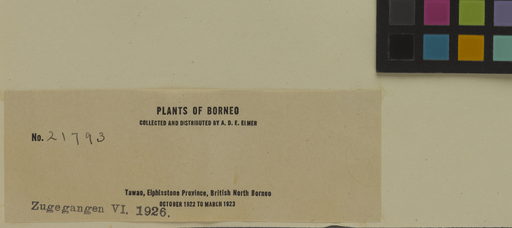 PLANTS OF BORNEO
COLLECTED AND DISTRIBUTED BY A. D. E. ELMER
No. 21793
Tawao, Elphinstone Province, British North Borneo
OCTOBER 1922 TO MARCH 1923
Zugegangen VI. 1926.